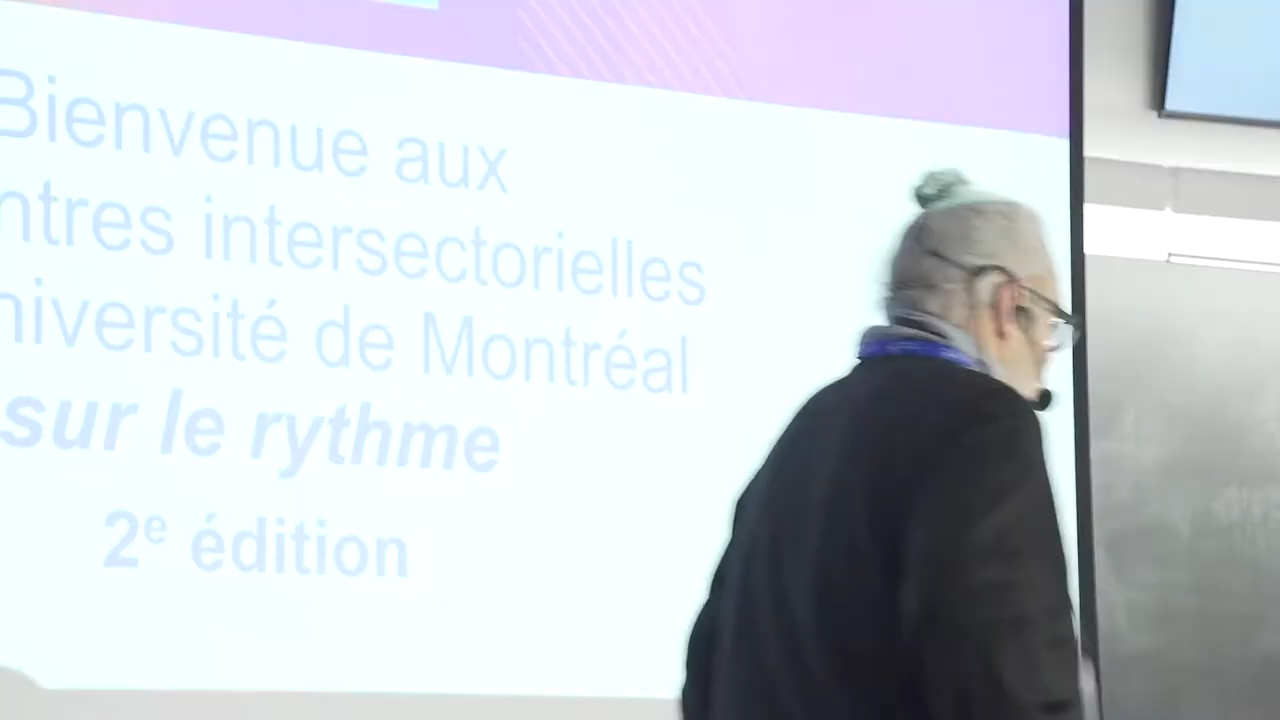 Bienvenue aux
ntres intersectorielles
niversité de Montréal
sur le rythme
2e édition